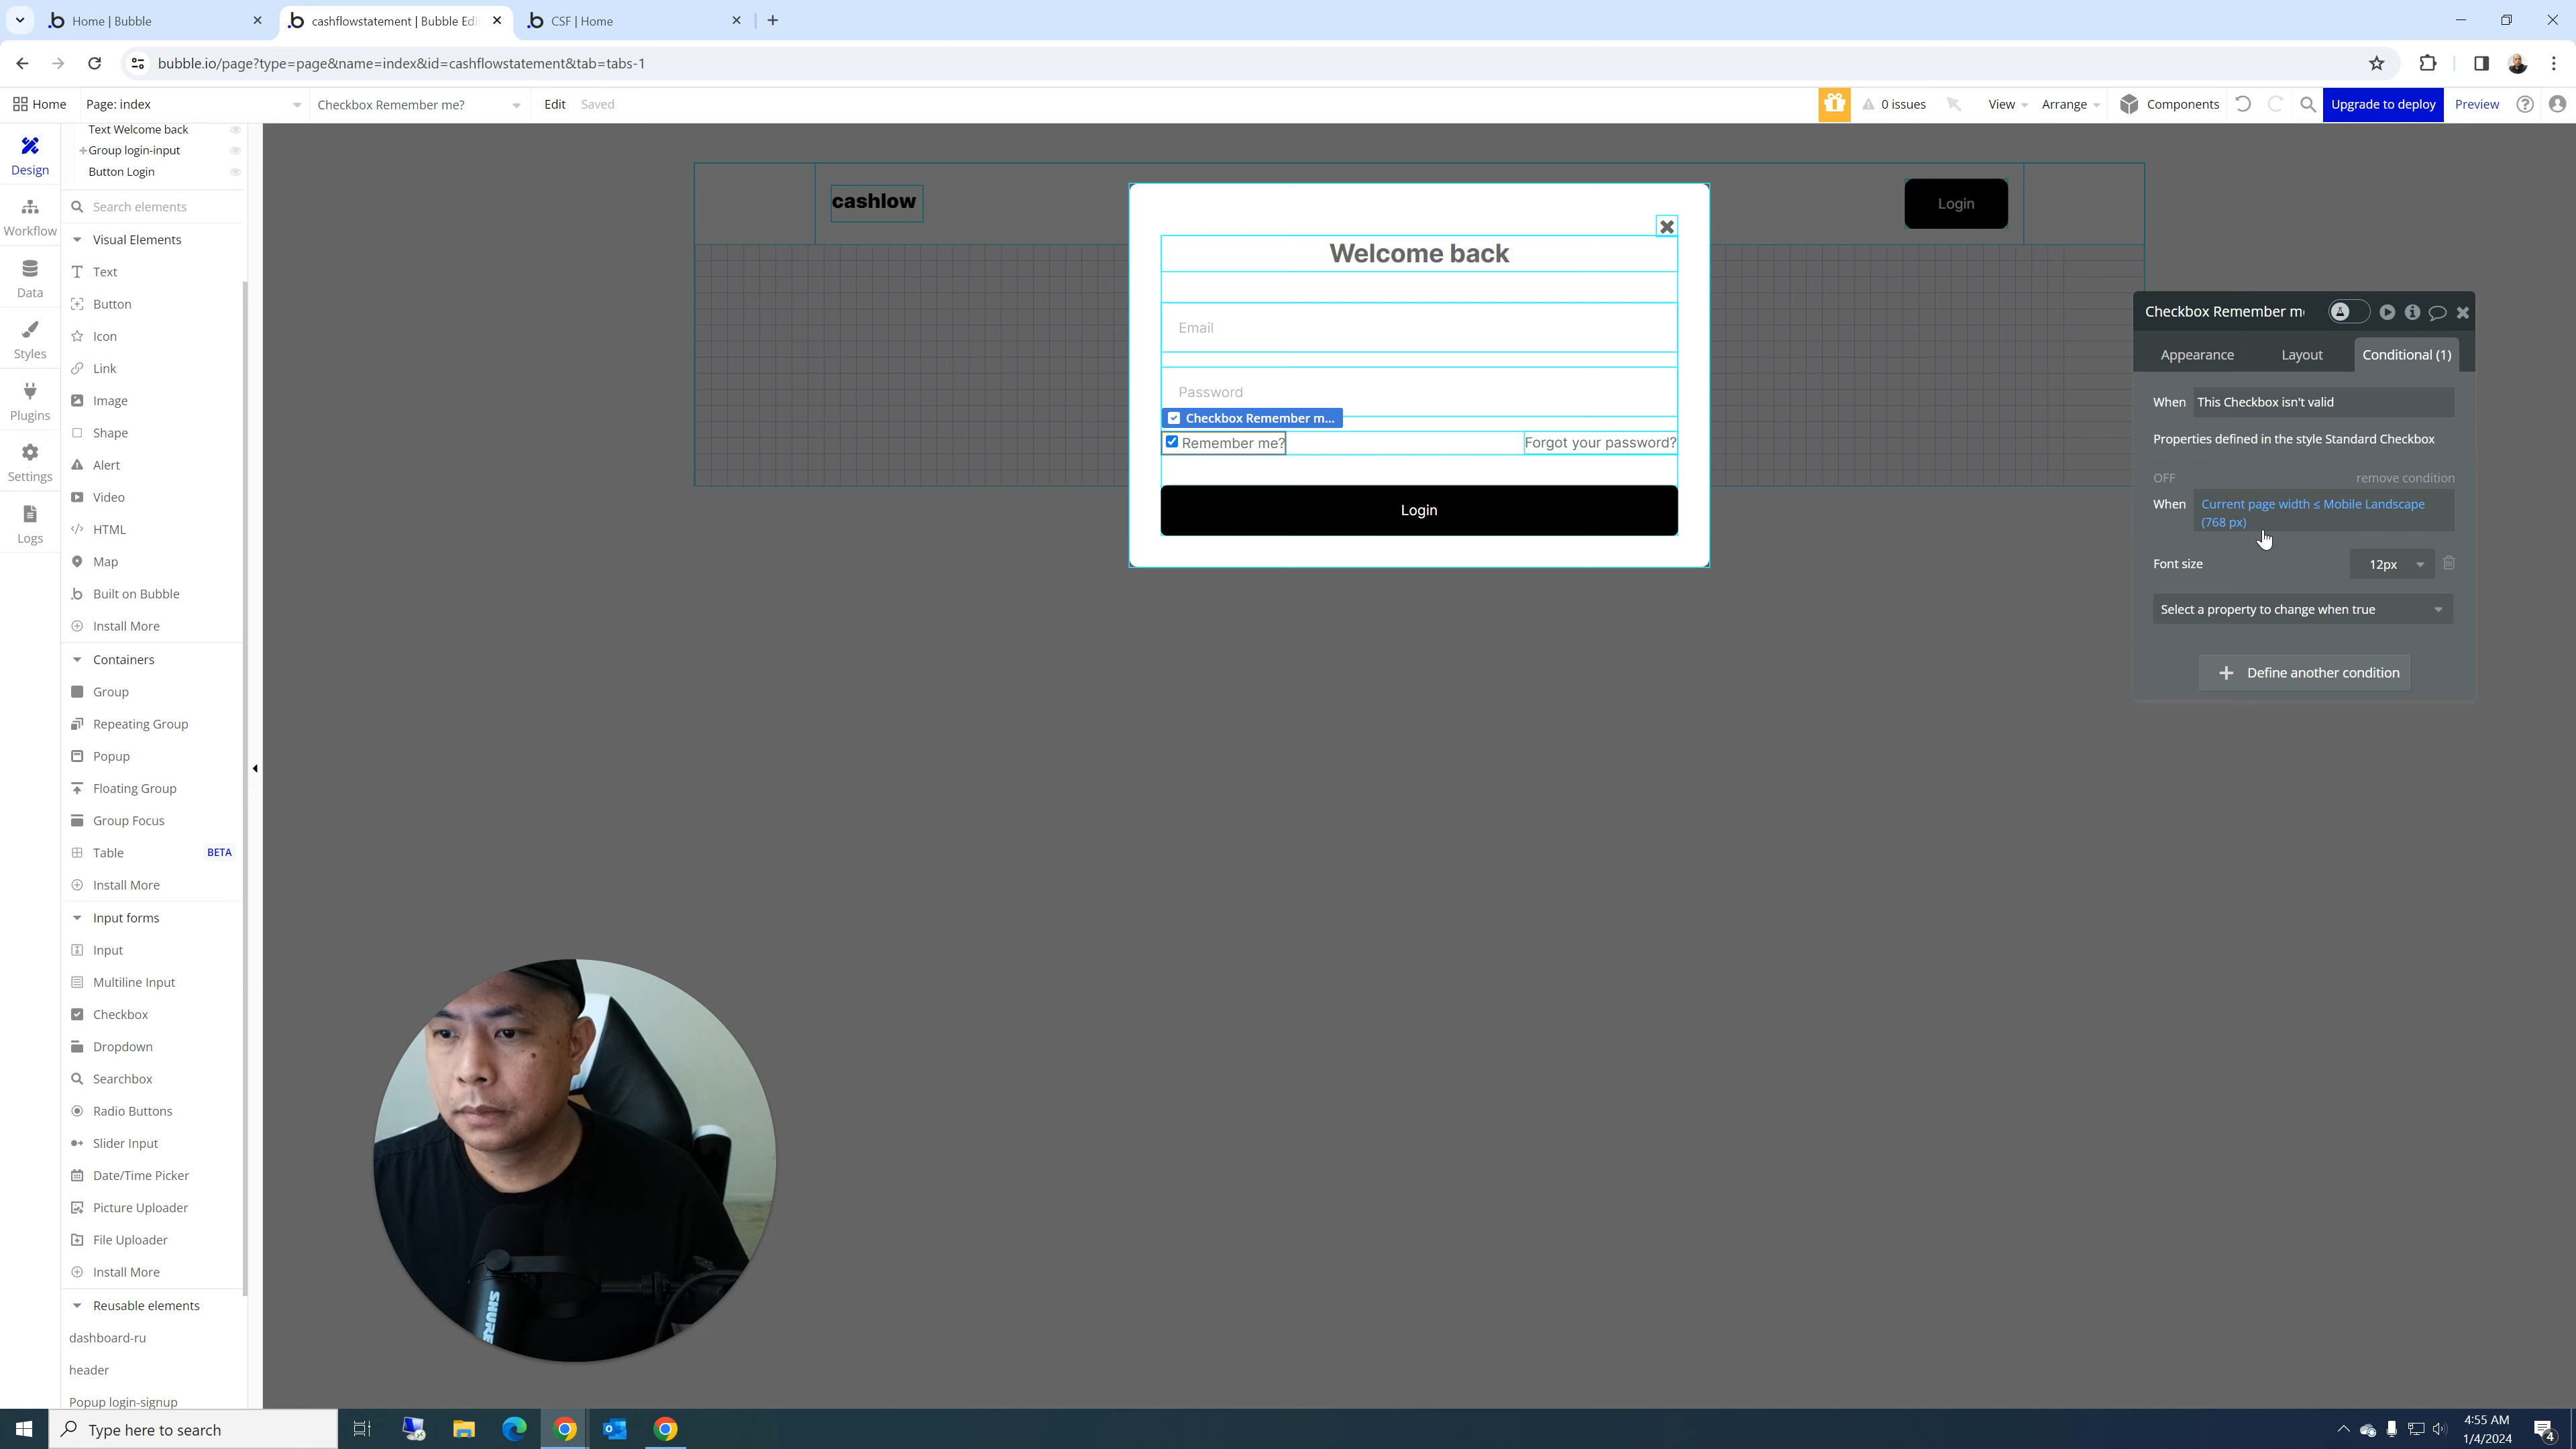 Home | Bubble
cashflowstatement | Bubble Edi
CSF | Home
bubble.io/page?type=page&name=index&id=cashflowstatement&tab=tabs-1
Home
Page: index
Checkbox Remember me?
Edit
Saved
0 issues
View
Arrange
Components
Upgrade to deploy
Preview
Design
Workflow
Data
Styles
Plugins
Settings
Logs
Text Welcome back
Group login-input
Button Login
Search elements
Visual Elements
Text
Button
Icon
Link
Image
Shape
Alert
Video
HTML
Map
Built on Bubble
Install More
Containers
Group
Repeating Group
Popup
Floating Group
Group Focus
Table BETA
Install More
Input forms
Input
Multiline Input
Checkbox
Dropdown
Searchbox
Radio Buttons
Slider Input
Date/Time Picker
Picture Uploader
File Uploader
Install More
Reusable elements
dashboard-ru
header
Popup login-signup
cashlow
Login
Welcome back
Email
Password
Checkbox Remember m...
Remember me?
Forgot your password?
Login
Checkbox Remember me
Appearance
Layout
Conditional (1)
When This Checkbox isn't valid
Properties defined in the style Standard Checkbox
OFF
remove condition
When Current page width ≤ Mobile Landscape
(768 px)
Font size
12px
Select a property to change when true
Define another condition
SHURE
Type here to search
4:55 AM
1/4/2024
4